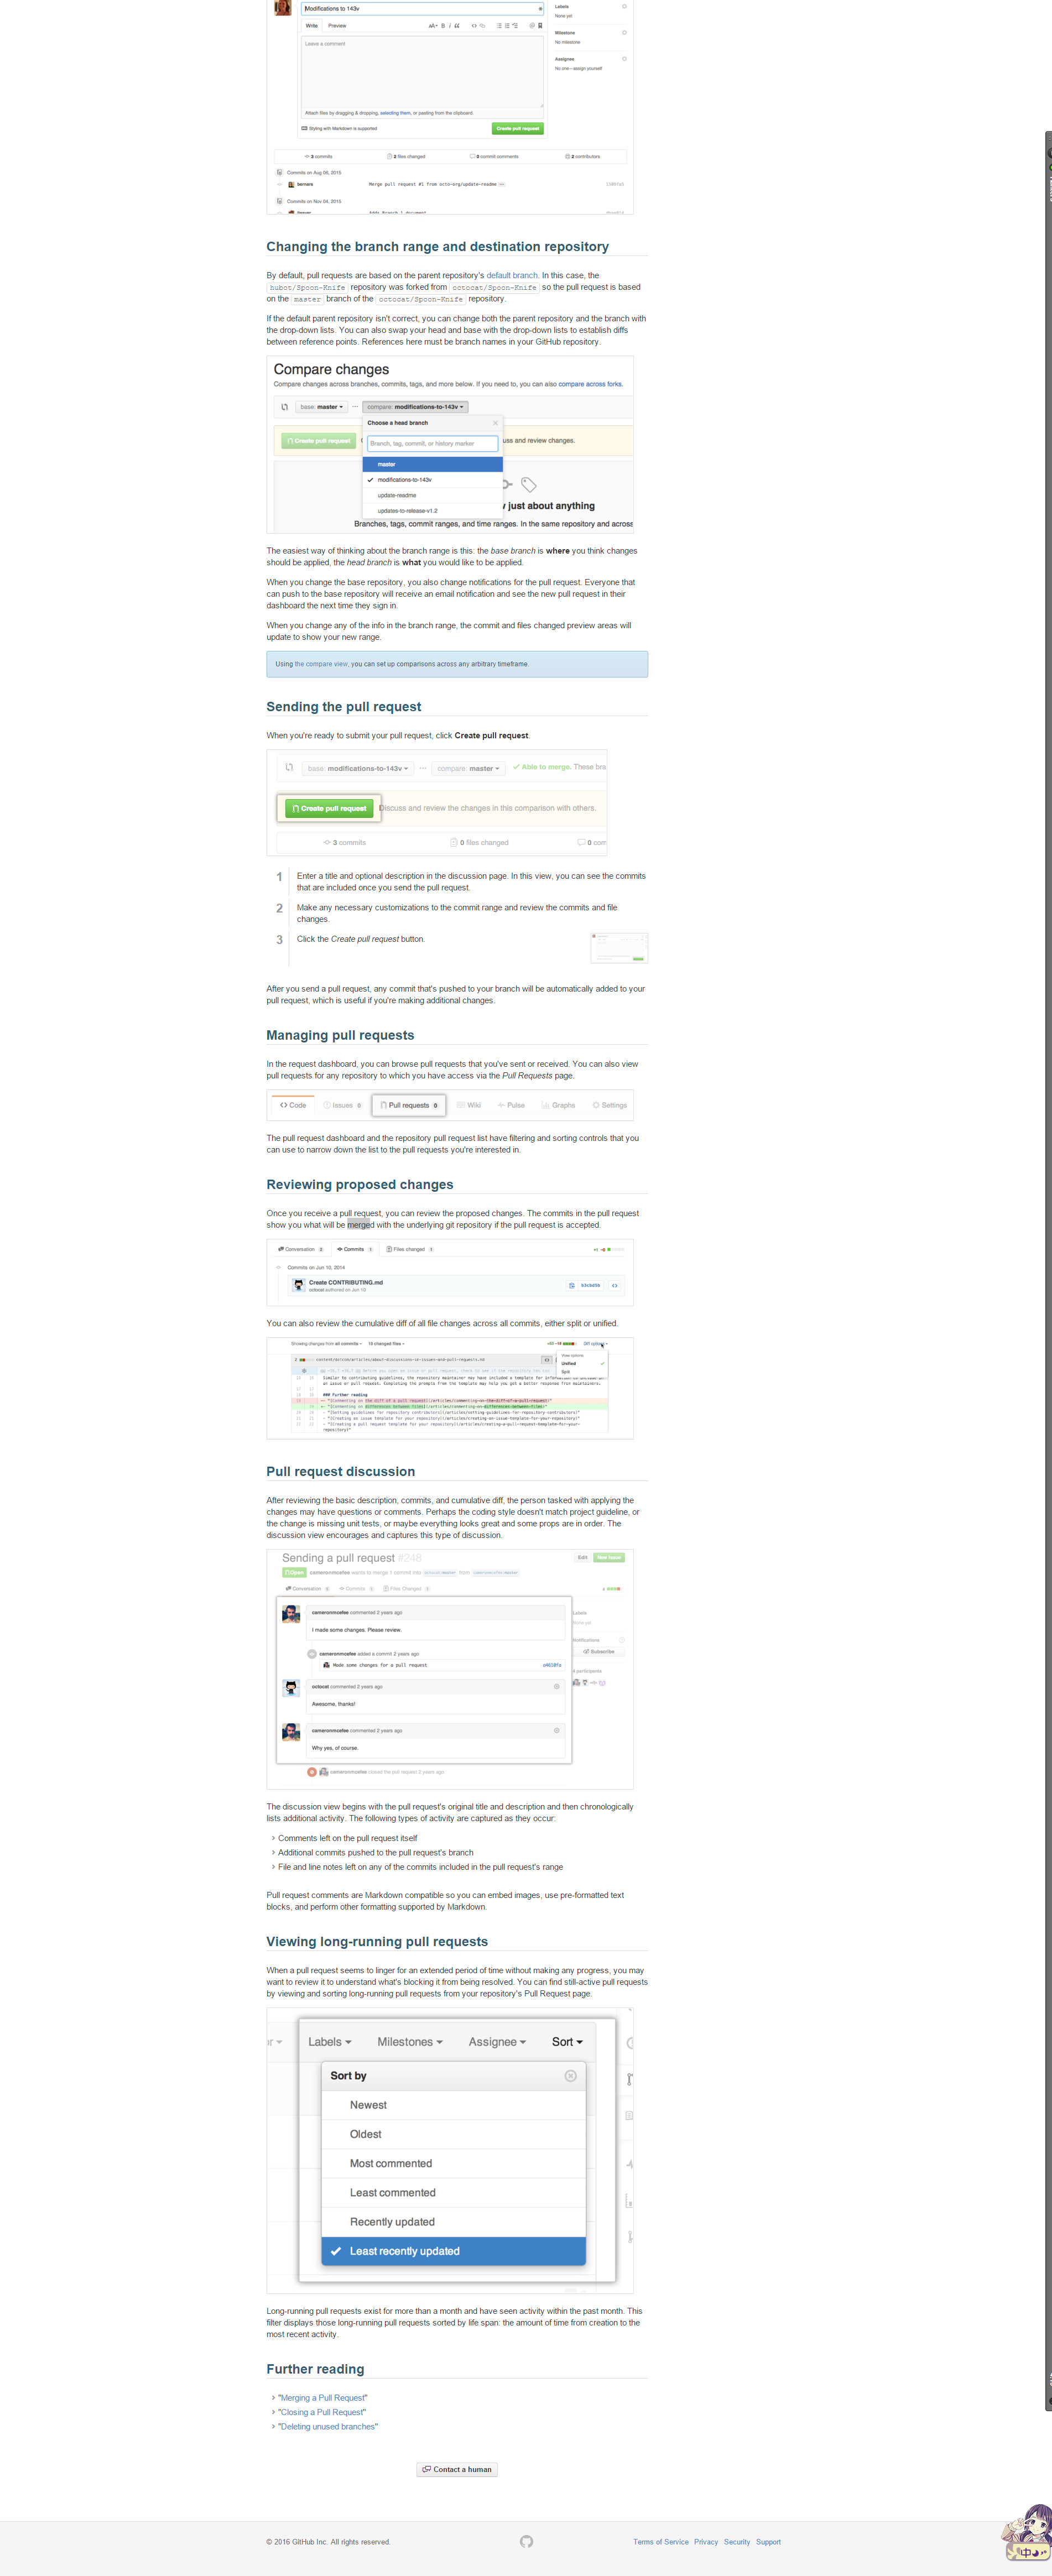 Modifications to 143v
Labels
None yet
Write Preview
Milestone
No milestone
Leave a comment
Assignee
No one—assign yourself
Attach files by dragging & dropping, selecting them, or pasting from the clipboard.
Styling with Markdown is supported
Create pull request
3 commits 2 files changed 0 commit comments 2 contributors
Commits on Aug 06, 2015
Merge pull request #1 from octo-org/update-readme
Commits on Nov 04, 2015
Changing the branch range and destination repository
By default, pull requests are based on the parent repository's default branch. In this case, the
hubot/Spoon-Knife repository was forked from octocat/Spoon-Knife so the pull request is based
on the master branch of the octocat/Spoon-Knife repository.
If the default parent repository isn't correct, you can change both the parent repository and the branch with
the drop-down lists. You can also swap your head and base with the drop-down lists to establish diffs
between reference points. References here must be branch names in your GitHub repository.
Compare changes
Compare changes across branches, commits, tags, and more below. If you need to, you can also compare across forks.
base: master ... compare: modifications-to-143v
Choose a head branch
Create pull request
Branch, tag, commit, or history marker
uss and review changes.
master
modifications-to-143v
update-readme
just about anything
updates-to-release-v1.2
Branches, tags, commit ranges, and time ranges. In the same repository and across
The easiest way of thinking about the branch range is this: the base branch is where you think changes
should be applied, the head branch is what you would like to be applied.
When you change the base repository, you also change notifications for the pull request. Everyone that
can push to the base repository will receive an email notification and see the new pull request in their
dashboard the next time they sign in.
When you change any of the info in the branch range, the commit and files changed preview areas will
update to show your new range.
Using the compare view, you can set up comparisons across any arbitrary timeframe.
Sending the pull request
When you're ready to submit your pull request, click Create pull request.
base: modifications-to-143v ... compare: master Able to merge. These bra
Create pull request Discuss and review the changes in this comparison with others.
3 commits 0 files changed 0 com
1 Enter a title and optional description in the discussion page. In this view, you can see the commits
that are included once you send the pull request.
2 Make any necessary customizations to the commit range and review the commits and file
changes.
3 Click the Create pull request button.
After you send a pull request, any commit that's pushed to your branch will be automatically added to your
pull request, which is useful if you're making additional changes.
Managing pull requests
In the request dashboard, you can browse pull requests that you've sent or received. You can also view
pull requests for any repository to which you have access via the Pull Requests page.
Code Issues 0 Pull requests 0 Wiki Pulse Graphs Settings
The pull request dashboard and the repository pull request list have filtering and sorting controls that you
can use to narrow down the list to the pull requests you're interested in.
Reviewing proposed changes
Once you receive a pull request, you can review the proposed changes. The commits in the pull request
show you what will be merged with the underlying git repository if the pull request is accepted.
Conversation Commits 1 Files changed 1
Commits on Jun 10, 2014
Create CONTRIBUTING.md
octocat authored on Jun 10
You can also review the cumulative diff of all file changes across all commits, either split or unified.
Showing changes from all commits 10 changed files Diff options
View options
Unified
Split
### Further reading
Pull request discussion
After reviewing the basic description, commits, and cumulative diff, the person tasked with applying the
changes may have questions or comments. Perhaps the coding style doesn't match project guideline, or
the change is missing unit tests, or maybe everything looks great and some props are in order. The
discussion view encourages and captures this type of discussion.
Sending a pull request #248
Edit New issue
Open cameronmcefee wants to merge 1 commit into
Conversation Commits Files Changed
cameronmcefee commented 2 years ago
Labels
None yet
I made some changes. Please review.
Notifications
cameronmcefee added a commit 2 years ago
Subscribe
Made some changes for a pull request
participants
octocat commented 2 years ago
Awesome, thanks!
cameronmcefee commented 2 years ago
Why yes, of course.
cameronmcefee closed the pull request 2 years ago
The discussion view begins with the pull request's original title and description and then chronologically
lists additional activity. The following types of activity are captured as they occur:
Comments left on the pull request itself
Additional commits pushed to the pull request's branch
File and line notes left on any of the commits included in the pull request's range
Pull request comments are Markdown compatible so you can embed images, use pre-formatted text
blocks, and perform other formatting supported by Markdown.
Viewing long-running pull requests
When a pull request seems to linger for an extended period of time without making any progress, you may
want to review it to understand what's blocking it from being resolved. You can find still-active pull requests
by viewing and sorting long-running pull requests from your repository's Pull Request page.
Labels Milestones Assignee Sort
Sort by
Newest
Oldest
Most commented
Least commented
Recently updated
Least recently updated
Long-running pull requests exist for more than a month and have seen activity within the past month. This
filter displays those long-running pull requests sorted by life span: the amount of time from creation to the
most recent activity.
Further reading
"Merging a Pull Request"
"Closing a Pull Request"
"Deleting unused branches"
Contact a human
© 2016 GitHub Inc. All rights reserved.
Terms of Service Privacy Security Support
中